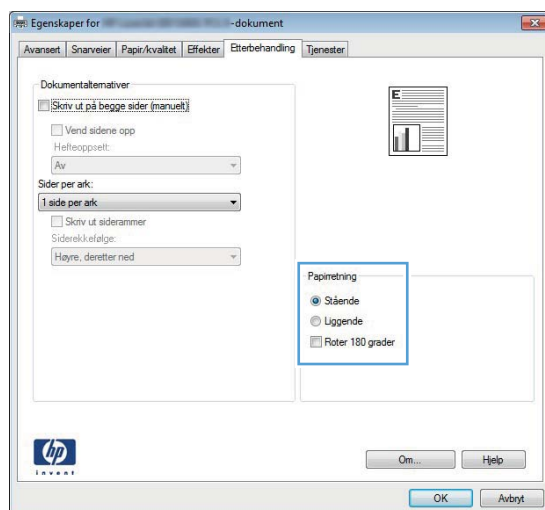 Egenskaper for -dokument
Avansert Snarveier Papir/kvalitet Effekter Etterbehandling Tjenester
Dokumentalternativer
Skriv ut på begge sider (manuelt)
Vend sidene opp
Hefteoppsett:
Av
Sider per ark:
1 side per ark
Skriv ut siderammer
Siderekkefølge:
Høyre, deretter ned
E
Papirretning
Stående
Liggende
Roter 180 grader
hp
invent
Om... Hjelp
OK Avbryt